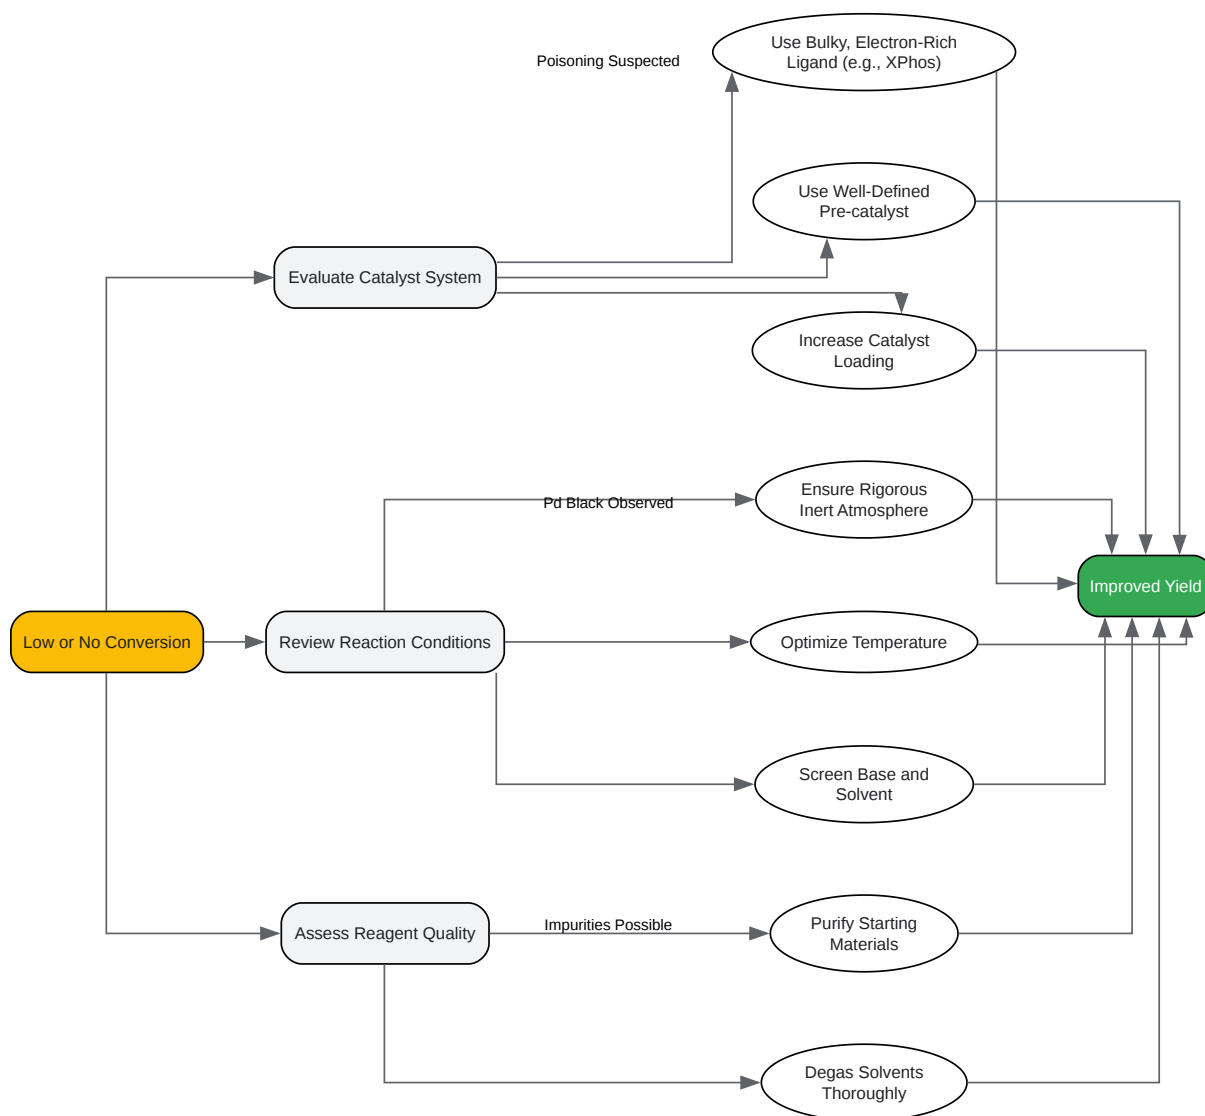 Use Bulky, Electron-Rich
Ligand (e.g., XPhos)
Poisoning Suspected
Use Well-Defined
Pre-catalyst
Evaluate Catalyst System
Increase Catalyst
Loading
Ensure Rigorous
Inert Atmosphere
Pd Black Observed
Improved Yield
Low or No Conversion
Review Reaction Conditions
Optimize Temperature
Screen Base and
Solvent
Purify Starting
Materials
Impurities Possible
Assess Reagent Quality
Degas Solvents
Thoroughly